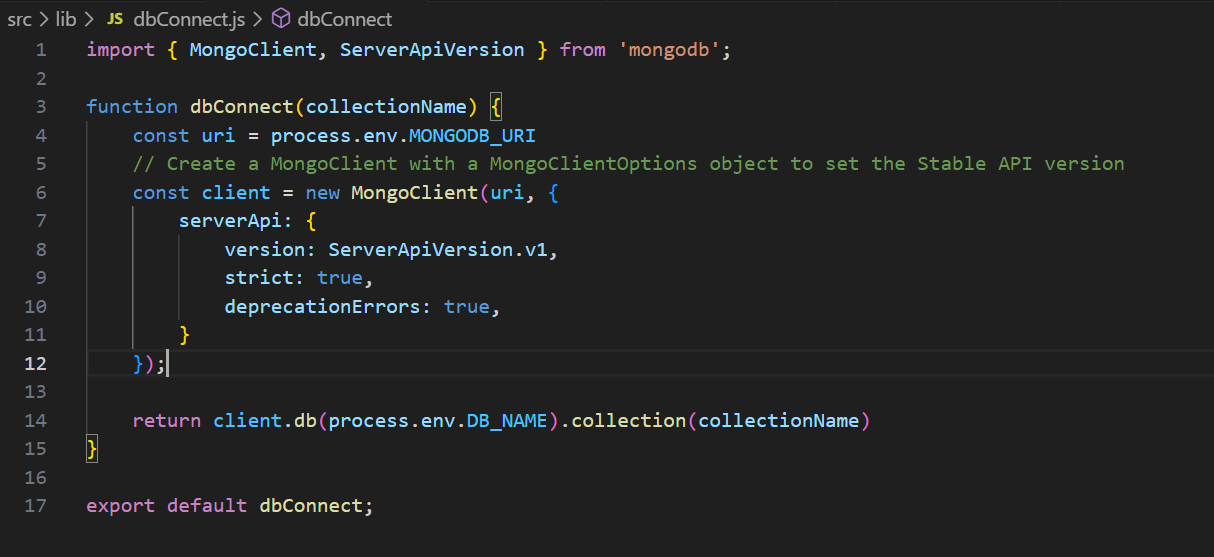 src > lib > JS dbConnect.js > dbConnect
1 import { MongoClient, ServerApiVersion } from 'mongodb';
2
3 function dbConnect(collectionName) {
4     const uri = process.env.MONGODB_URI
5     // Create a MongoClient with a MongoClientOptions object to set the Stable API version
6     const client = new MongoClient(uri, {
7         serverApi: {
8             version: ServerApiVersion.v1,
9             strict: true,
10             deprecationErrors: true,
11         }
12     });
13
14     return client.db(process.env.DB_NAME).collection(collectionName)
15 }
16
17 export default dbConnect;